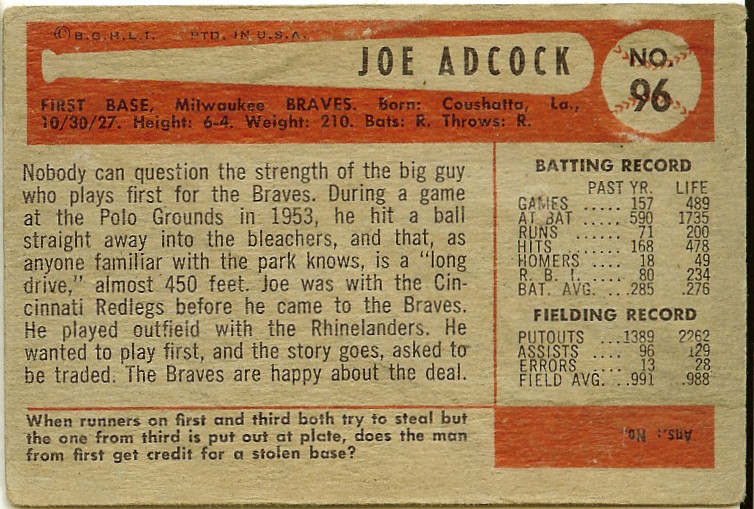 © B.G.H.L.I. PTD. IN U.S.A.
JOE ADCOCK
NO.
96
FIRST BASE, Milwaukee BRAVES. Born: Coushatta, La.,
10/30/27. Height: 6-4. Weight: 210. Bats: R. Throws: R.
Nobody can question the strength of the big guy
who plays first for the Braves. During a game
at the Polo Grounds in 1953, he hit a ball
straight away into the bleachers, and that, as
anyone familiar with the park knows, is a "long
drive," almost 450 feet. Joe was with the Cin-
cinnati Redlegs before he came to the Braves.
He played outfield with the Rhinelanders. He
wanted to play first, and the story goes, asked to
be traded. The Braves are happy about the deal.
BATTING RECORD
PAST YR. LIFE
GAMES ..... 157 489
AT BAT ..... 590 1735
RUNS ..... 71 200
HITS ..... 168 478
HOMERS .... 18 49
R. B. I. .... 80 234
BAT. AVG. ...285 .276
FIELDING RECORD
PUTOUTS ...1389 2262
ASSISTS .... 96 129
ERRORS .... 13 28
FIELD AVG. ...991 .988
When runners on first and third both try to steal but
the one from third is put out at plate, does the man
from first get credit for a stolen base?
Ans.: No.